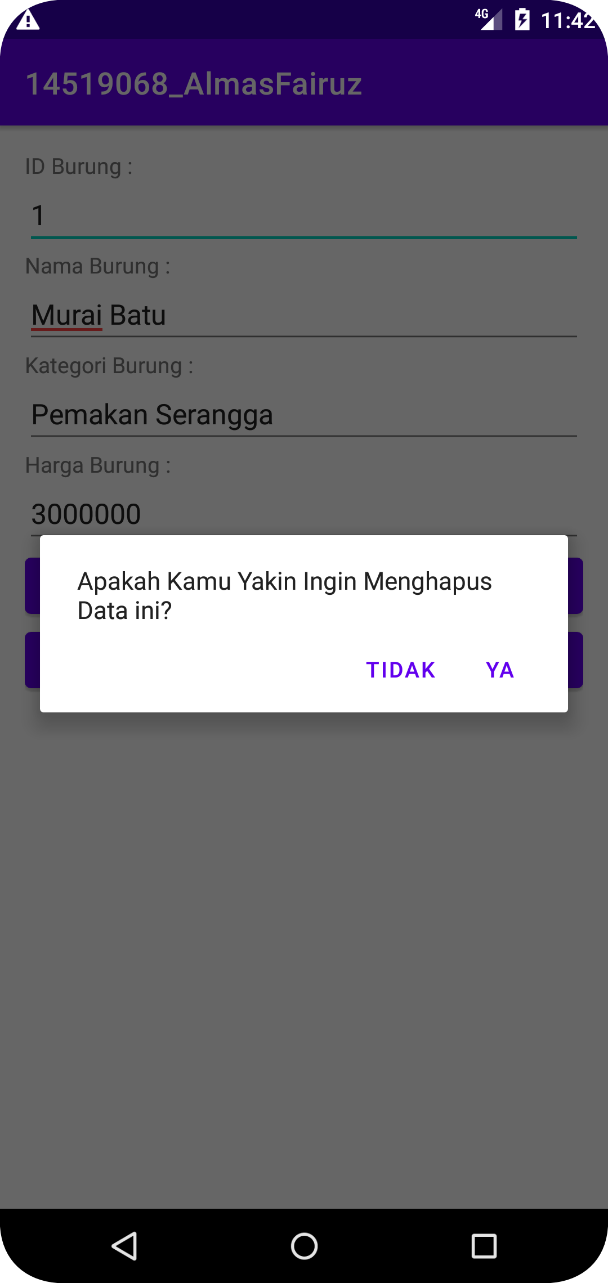 4G 11:42
14519068_AlmasFairuz
ID Burung :
1
Nama Burung :
Murai Batu
Kategori Burung :
Pemakan Serangga
Harga Burung :
3000000
Apakah Kamu Yakin Ingin Menghapus
Data ini?
TIDAK YA